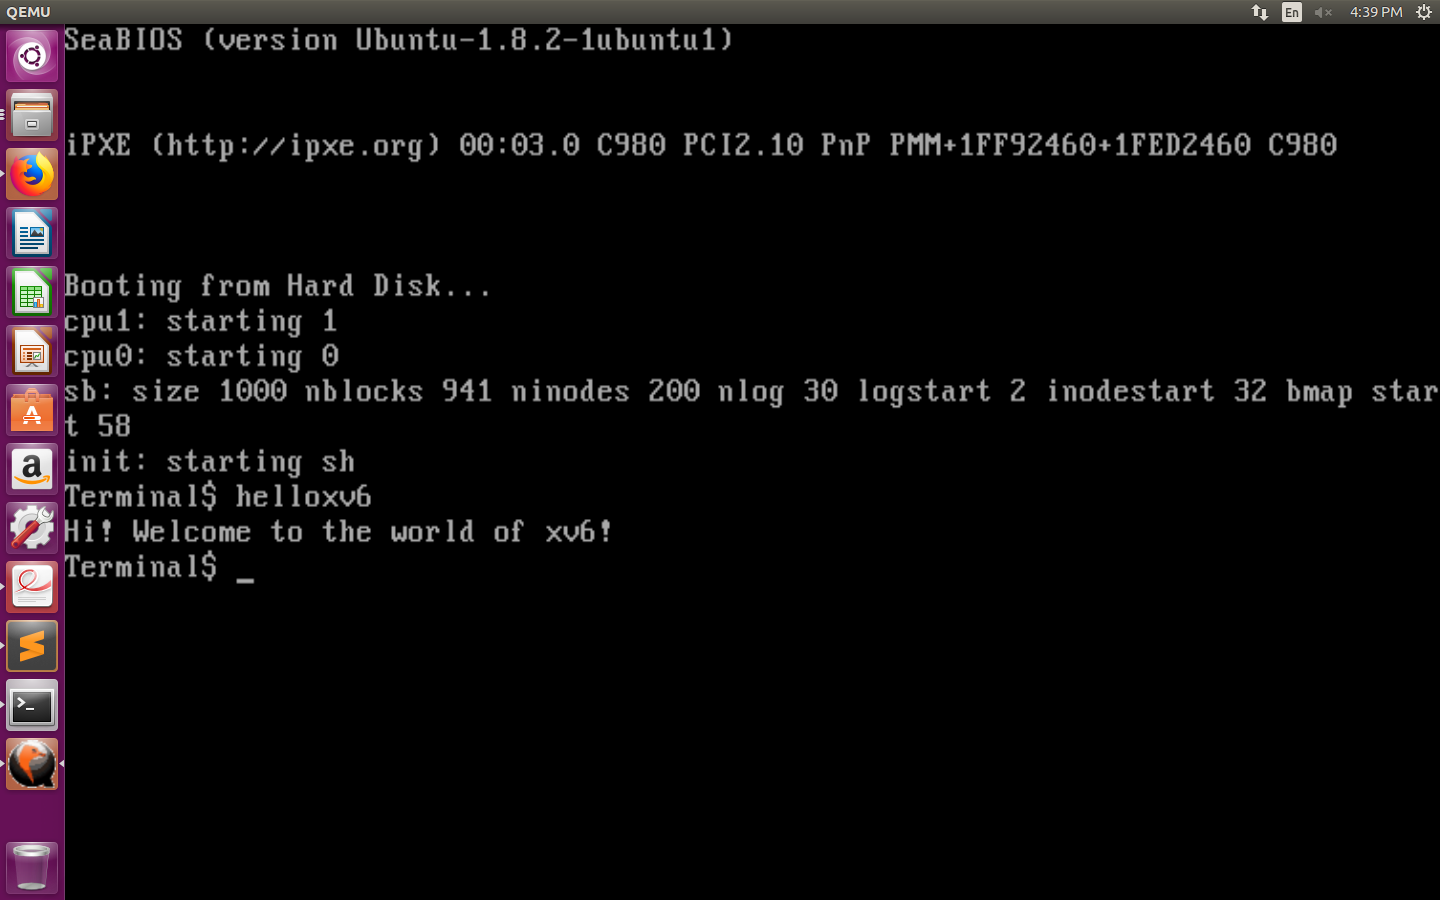 QEMU
En
4:39 PM
SeaBIOS (version Ubuntu-1.8.2-1ubuntu1)
iPXE (http://ipxe.org) 00:03.0 C980 PCI2.10 PnP PMM+1FF92460+1FED2460 C980
Booting from Hard Disk...
cpu1: starting 1
cpu0: starting 0
sb: size 1000 nblocks 941 ninodes 200 nlog 30 logstart 2 inodestart 32 bmap star
t 58
init: starting sh
Terminal$ helloxv6
Hi! Welcome to the world of xv6!
Terminal$ _